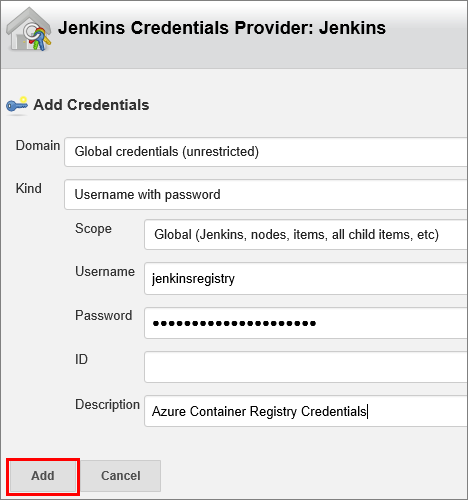 Jenkins Credentials Provider: Jenkins
Add Credentials
Domain Global credentials (unrestricted)
Kind Username with password
Scope Global (Jenkins, nodes, items, all child items, etc)
Username jenkinsregistry
Password ●●●●●●●●●●●●●●●●●●●●●
ID
Description Azure Container Registry Credentials
Add Cancel